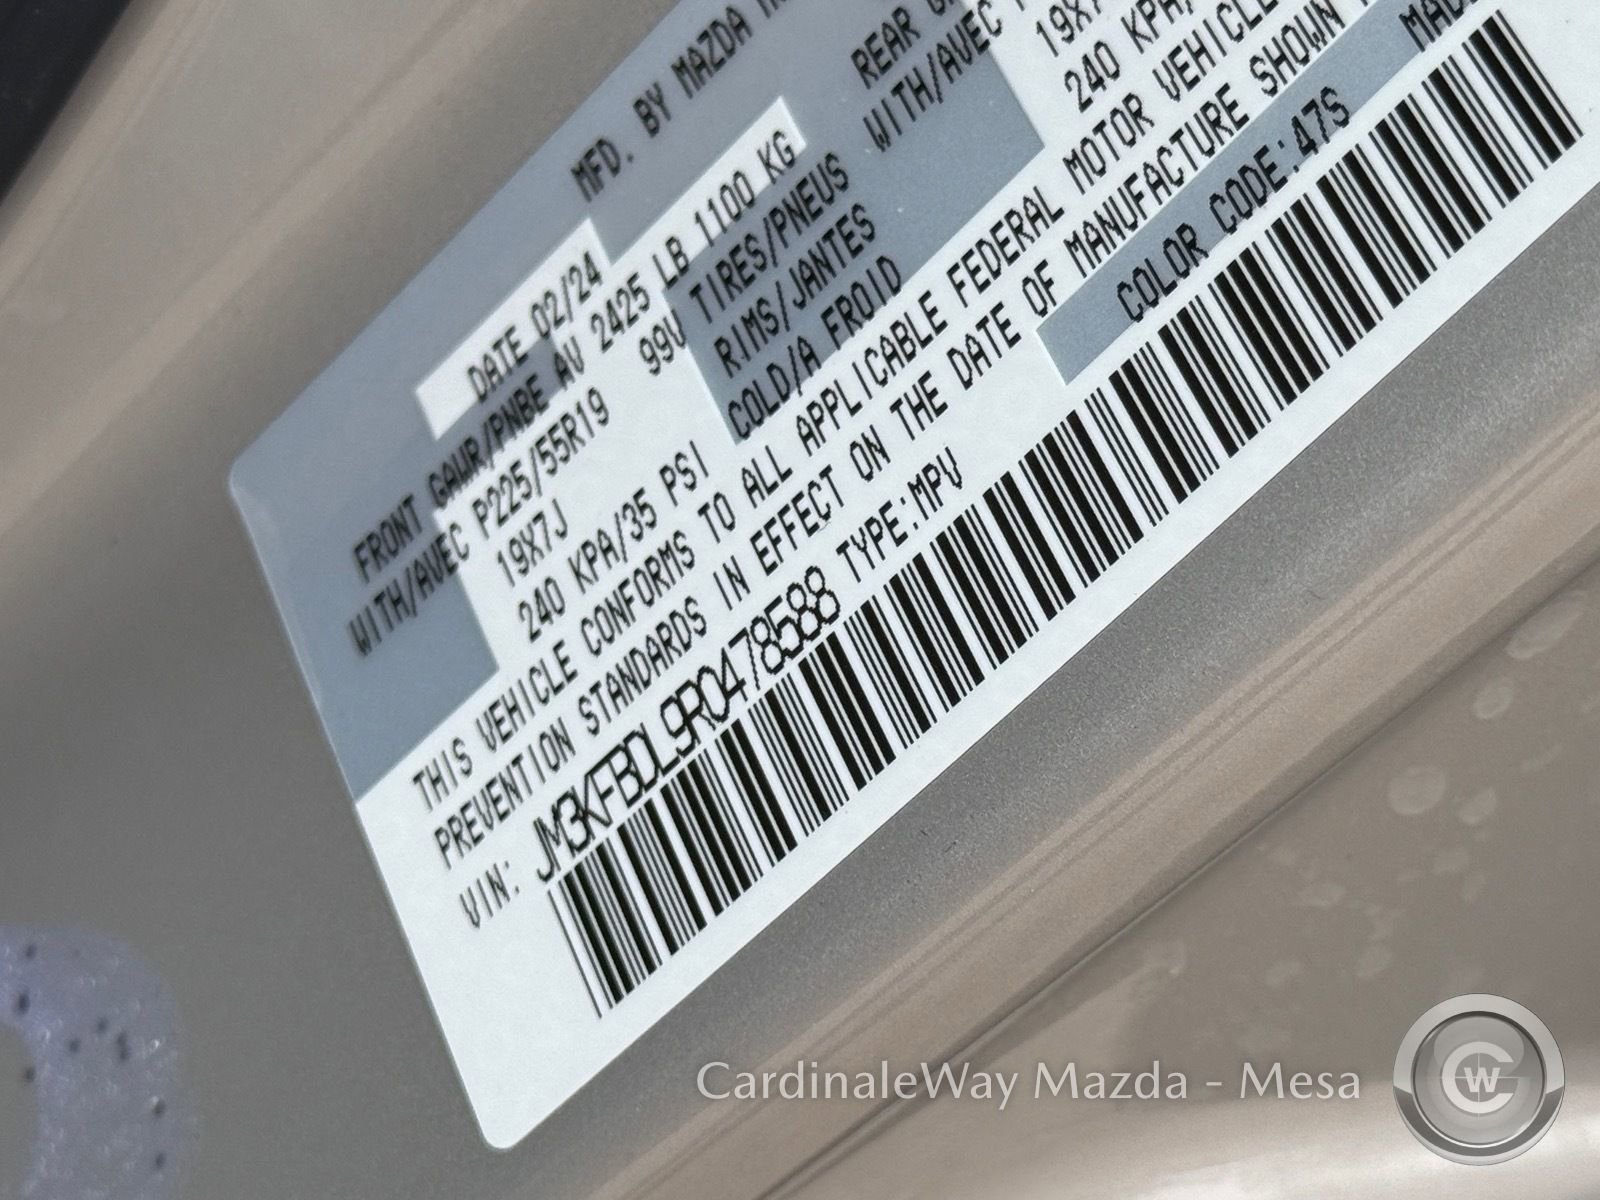 MFD. BY MAZDA
DATE 02/24
FRONT GAWR/PNBE AV 2425 LB 1100 KG
WITH/AVEC P225/55R19 99V TIRES/PNEUS
19X7J RIMS/JANTES
240 KPA/35 PSI COLD/A FROID
REAR
WITH/AVEC
19X7
240 KPA/
THIS VEHICLE CONFORMS TO ALL APPLICABLE FEDERAL MOTOR VEHICLE
PREVENTION STANDARDS IN EFFECT ON THE DATE OF MANUFACTURE SHOWN
VIN: JM3KFBDL9R0478588 TYPE:MPV
COLOR CODE:47S
CardinaleWay Mazda - Mesa
CW